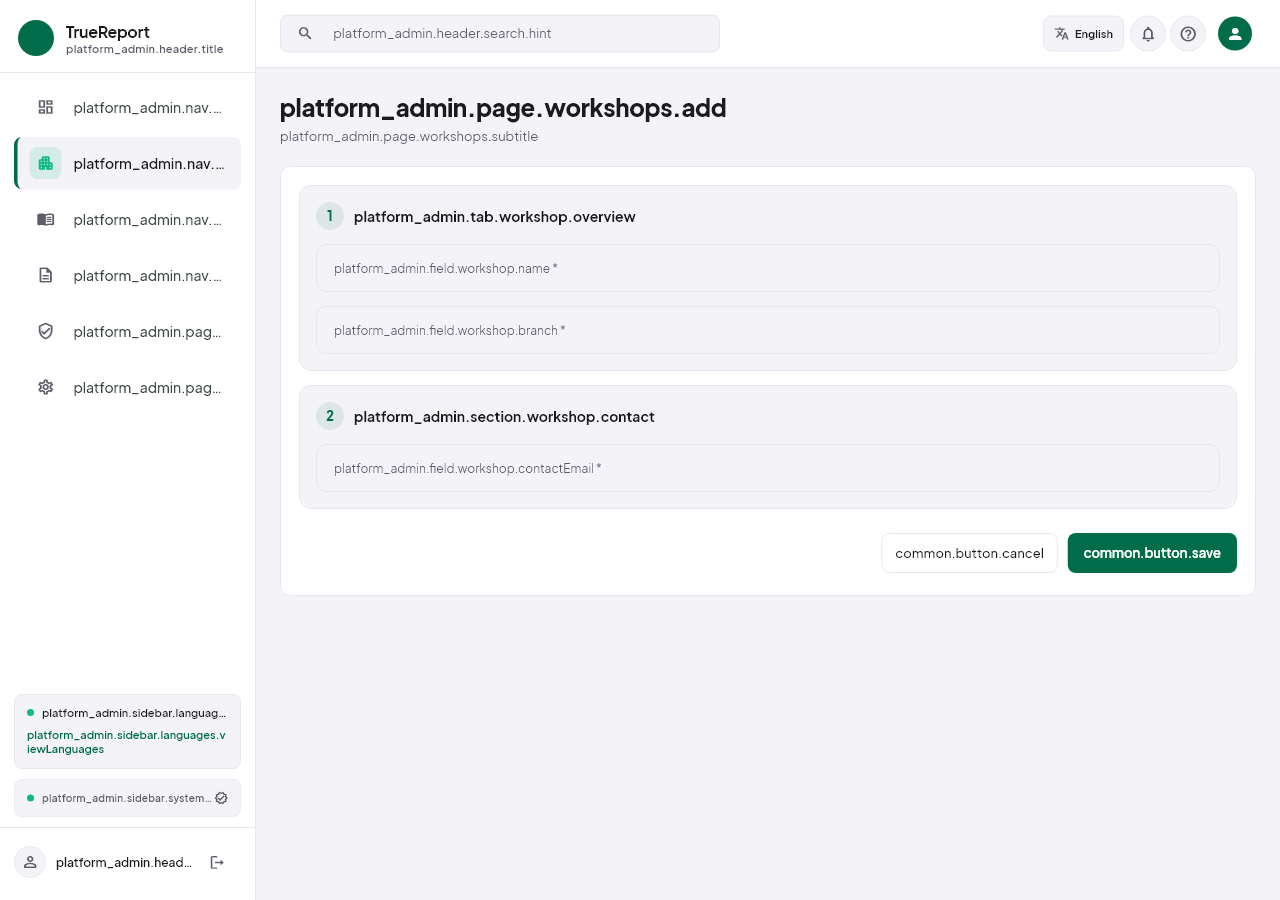 TrueReport
platform_admin.header.title
platform_admin.nav....
platform_admin.nav....
platform_admin.nav....
platform_admin.nav....
platform_admin.pag...
platform_admin.pag...
platform_admin.sidebar.languag...
platform_admin.sidebar.languages.v
iewLanguages
platform_admin.sidebar.system...
platform_admin.head...
platform_admin.header.search.hint
English
platform_admin.page.workshops.add
platform_admin.page.workshops.subtitle
1 platform_admin.tab.workshop.overview
platform_admin.field.workshop.name *
platform_admin.field.workshop.branch *
2 platform_admin.section.workshop.contact
platform_admin.field.workshop.contactEmail *
common.button.cancel
common.button.save